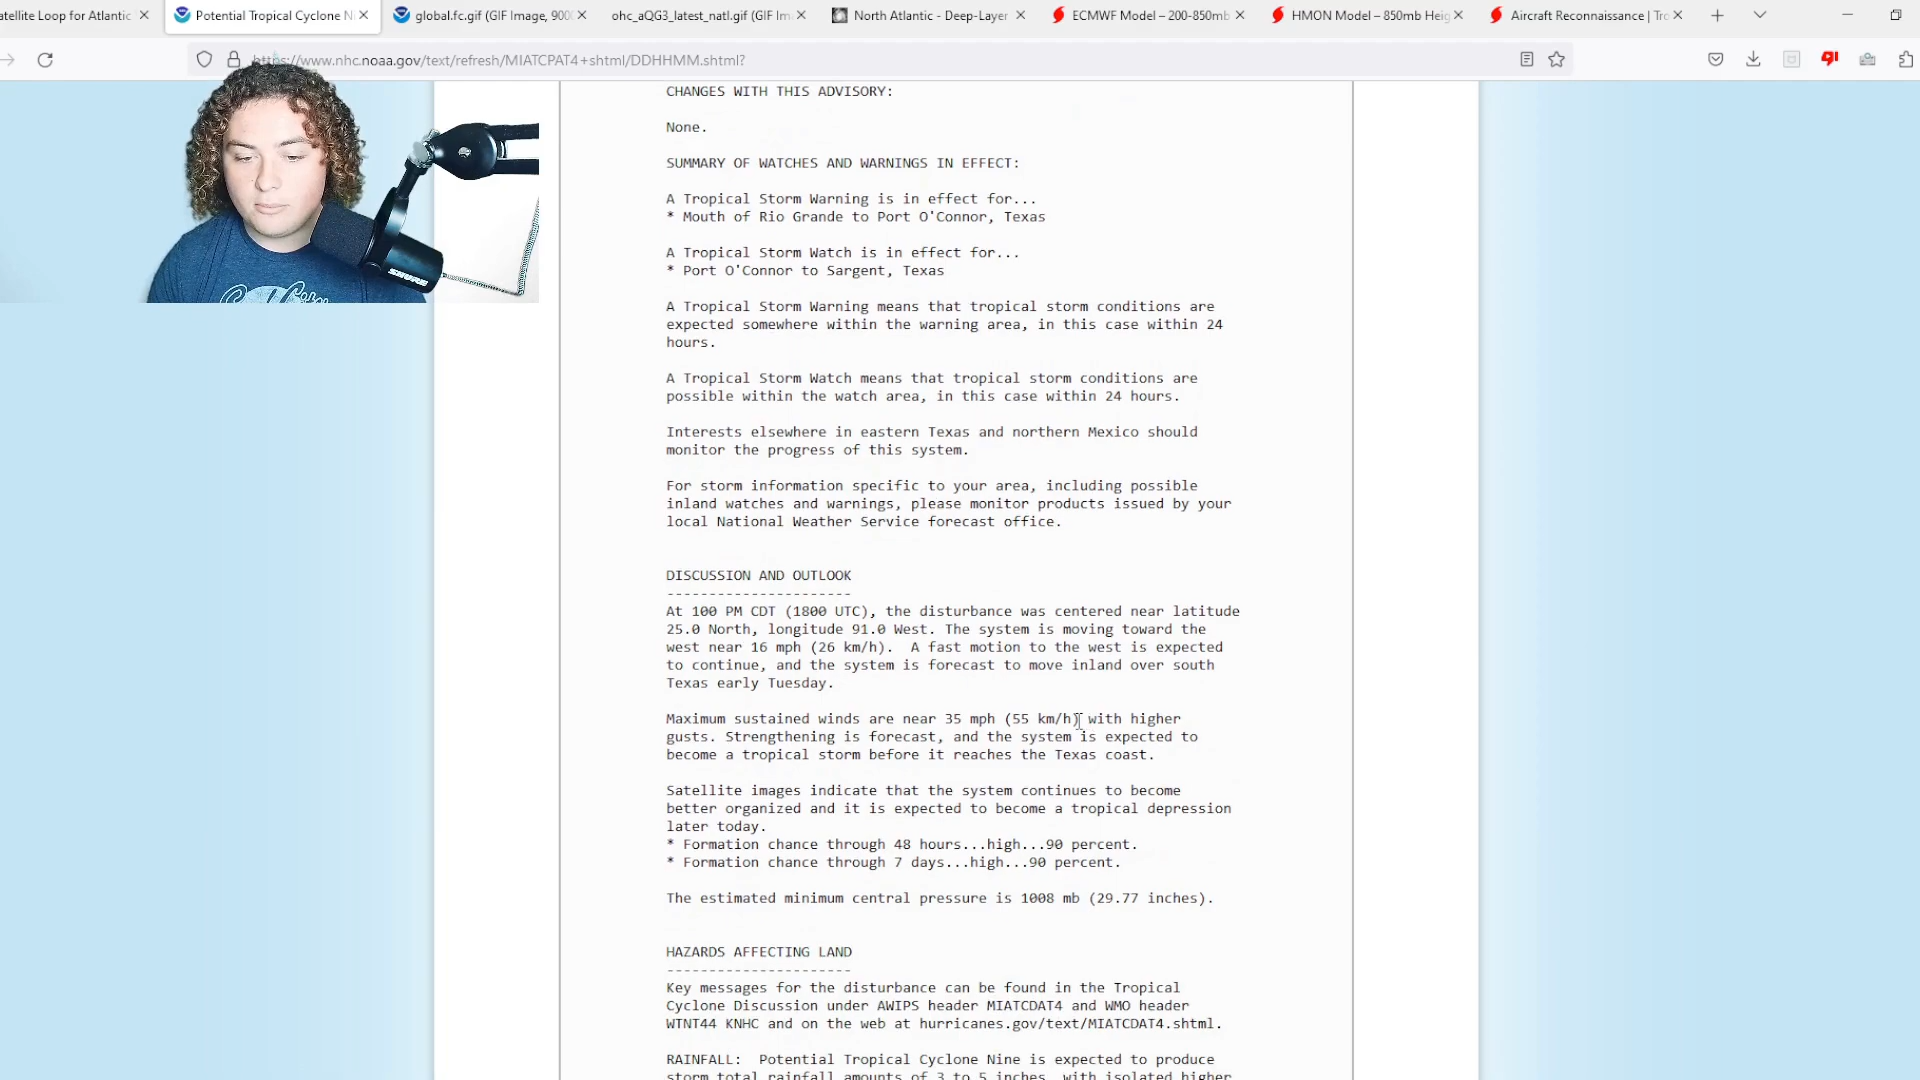 atellite Loop for Atlantic
Potential Tropical Cyclone Ni
global.fc.gif (GIF Image, 900
ohc_aQG3_latest_natl.gif (GIF Im
North Atlantic - Deep-Layer
ECMWF Model – 200-850mb
HMON Model – 850mb Heig
Aircraft Reconnaissance | Tro
https://www.nhc.noaa.gov/text/refresh/MIATCPAT4+shtml/DDHHMM.shtml?
SHURE
CHANGES WITH THIS ADVISORY:
None.
SUMMARY OF WATCHES AND WARNINGS IN EFFECT:
A Tropical Storm Warning is in effect for...
* Mouth of Rio Grande to Port O'Connor, Texas
A Tropical Storm Watch is in effect for...
* Port O'Connor to Sargent, Texas
A Tropical Storm Warning means that tropical storm conditions are
expected somewhere within the warning area, in this case within 24
hours.
A Tropical Storm Watch means that tropical storm conditions are
possible within the watch area, in this case within 24 hours.
Interests elsewhere in eastern Texas and northern Mexico should
monitor the progress of this system.
For storm information specific to your area, including possible
inland watches and warnings, please monitor products issued by your
local National Weather Service forecast office.
DISCUSSION AND OUTLOOK
----------------------
At 100 PM CDT (1800 UTC), the disturbance was centered near latitude
25.0 North, longitude 91.0 West. The system is moving toward the
west near 16 mph (26 km/h). A fast motion to the west is expected
to continue, and the system is forecast to move inland over south
Texas early Tuesday.
Maximum sustained winds are near 35 mph (55 km/h) with higher
gusts. Strengthening is forecast, and the system is expected to
become a tropical storm before it reaches the Texas coast.
Satellite images indicate that the system continues to become
better organized and it is expected to become a tropical depression
later today.
* Formation chance through 48 hours...high...90 percent.
* Formation chance through 7 days...high...90 percent.
The estimated minimum central pressure is 1008 mb (29.77 inches).
HAZARDS AFFECTING LAND
----------------------
Key messages for the disturbance can be found in the Tropical
Cyclone Discussion under AWIPS header MIATCDAT4 and WMO header
WTNT44 KNHC and on the web at hurricanes.gov/text/MIATCDAT4.shtml.
RAINFALL: Potential Tropical Cyclone Nine is expected to produce
storm total rainfall amounts of 3 to 5 inches, with isolated higher